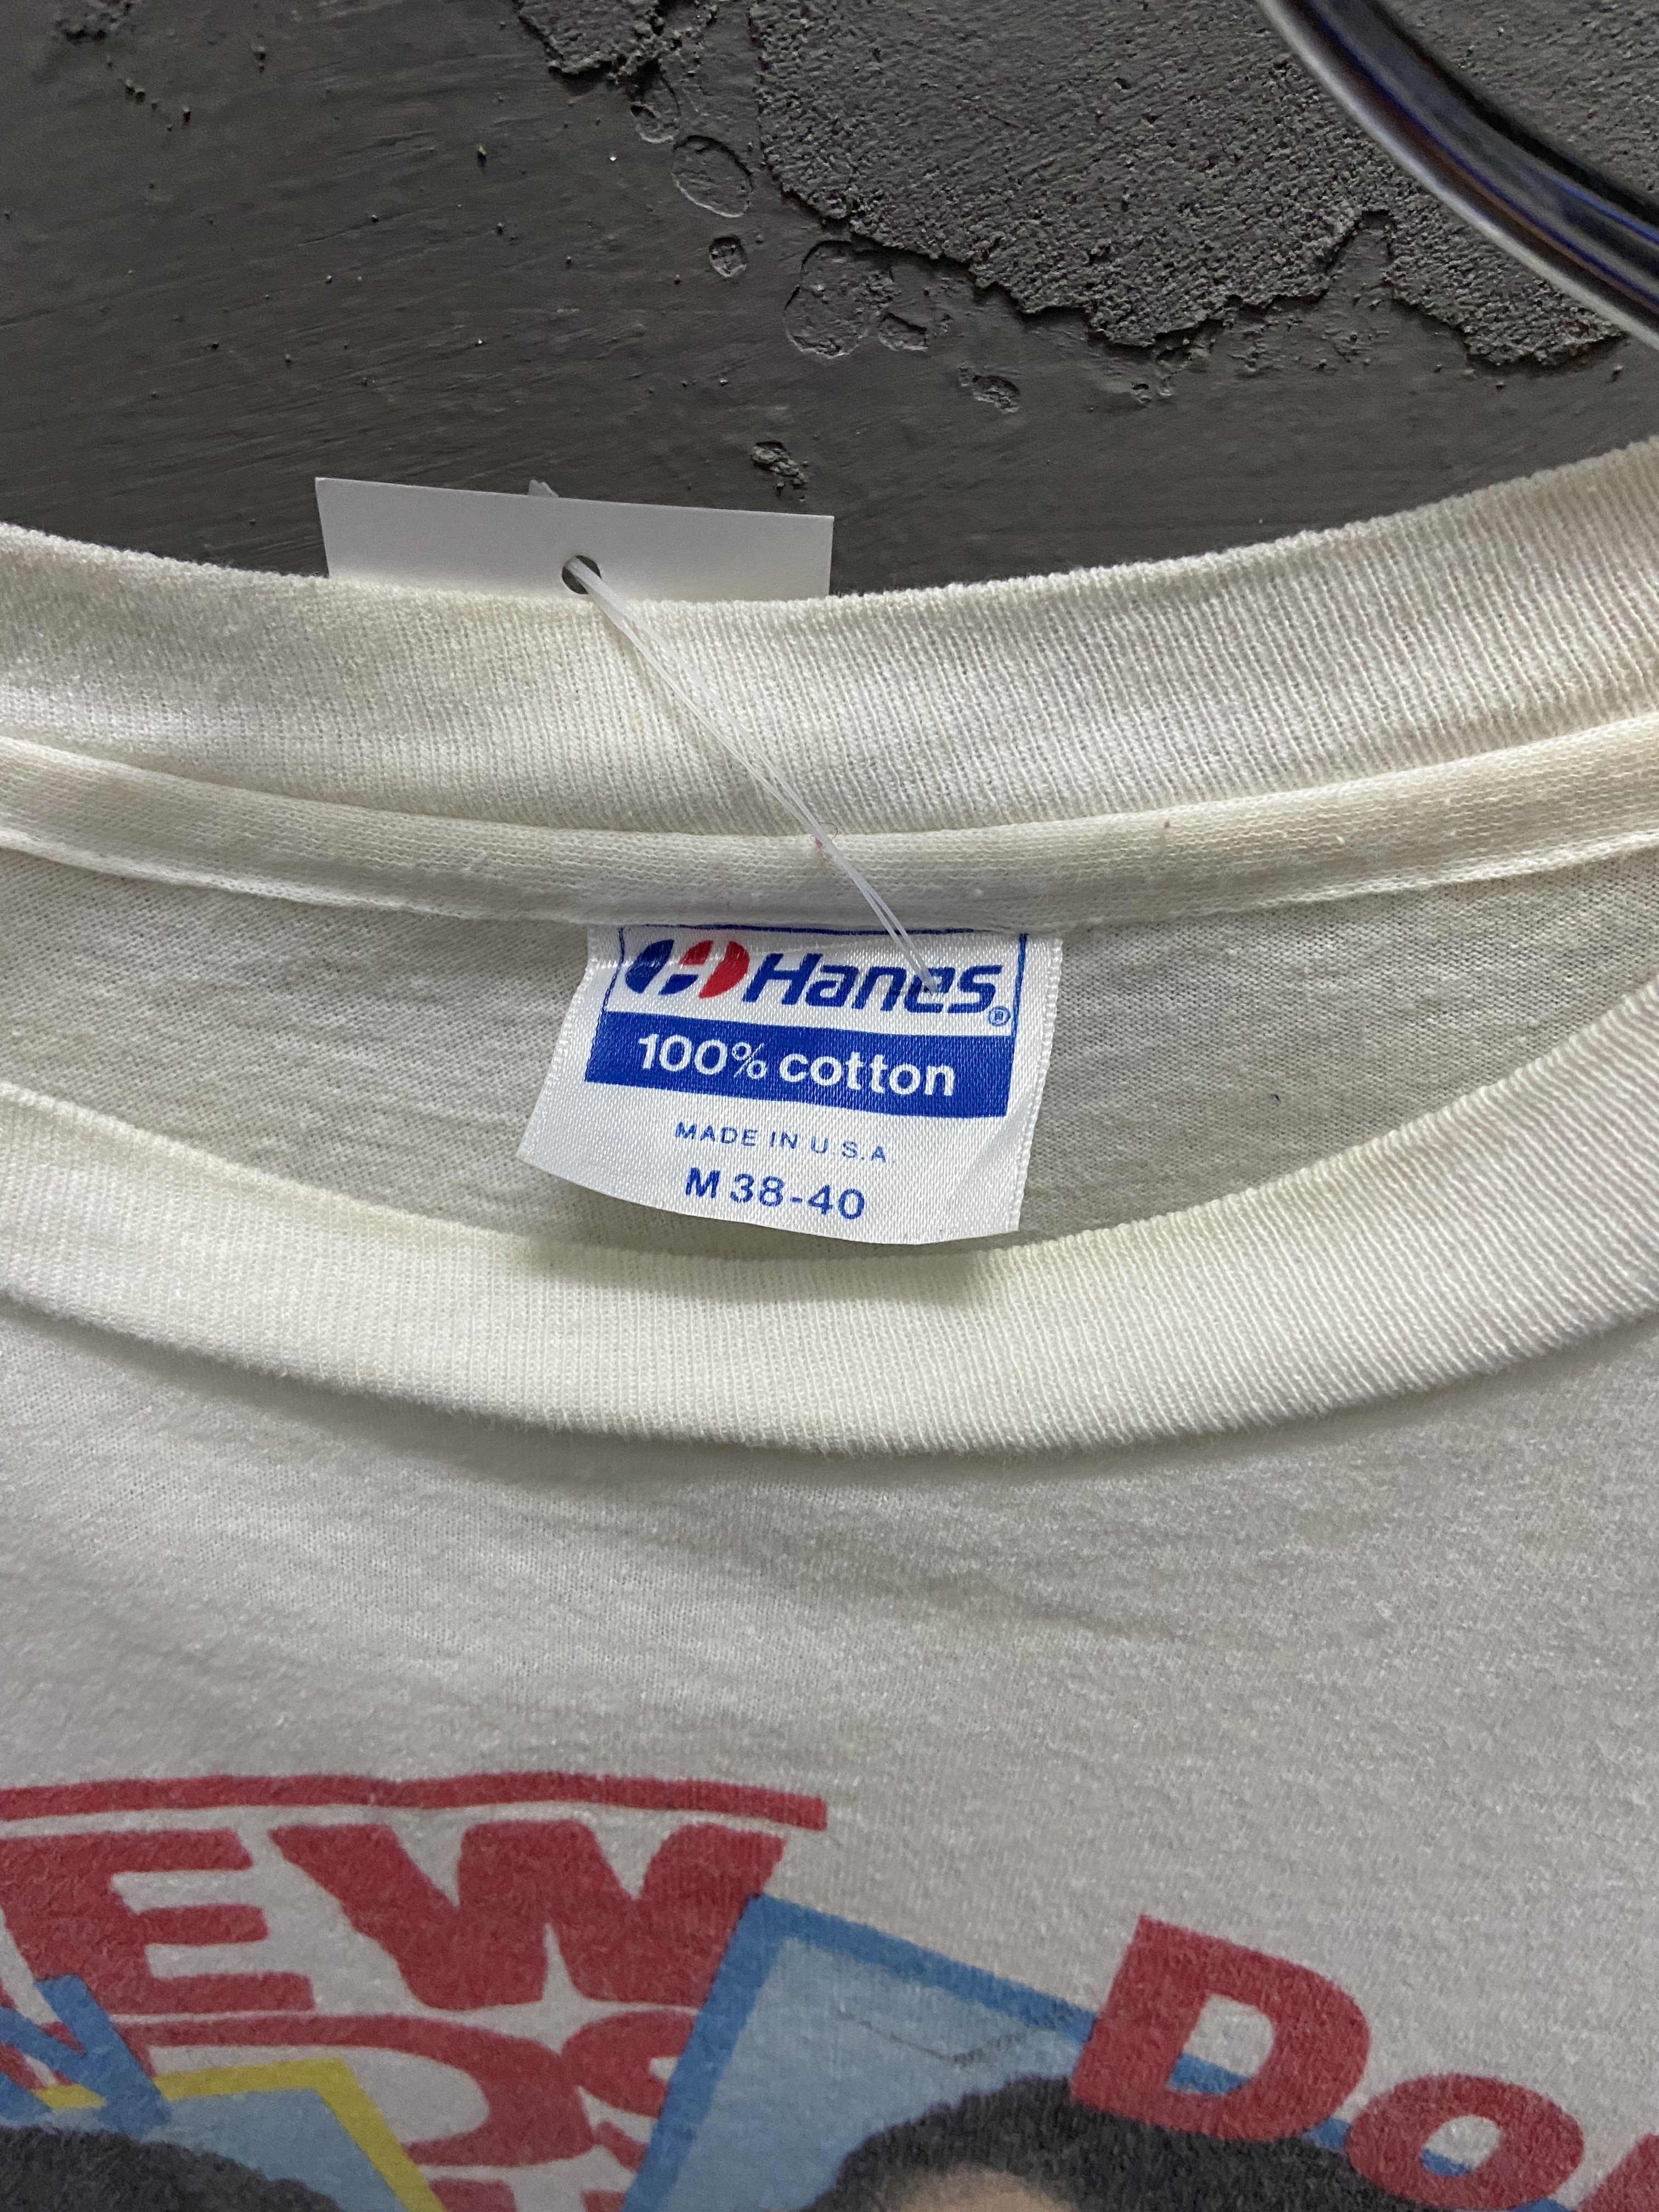 Hanes®
100% cotton
MADE IN U.S.A.
M 38-40